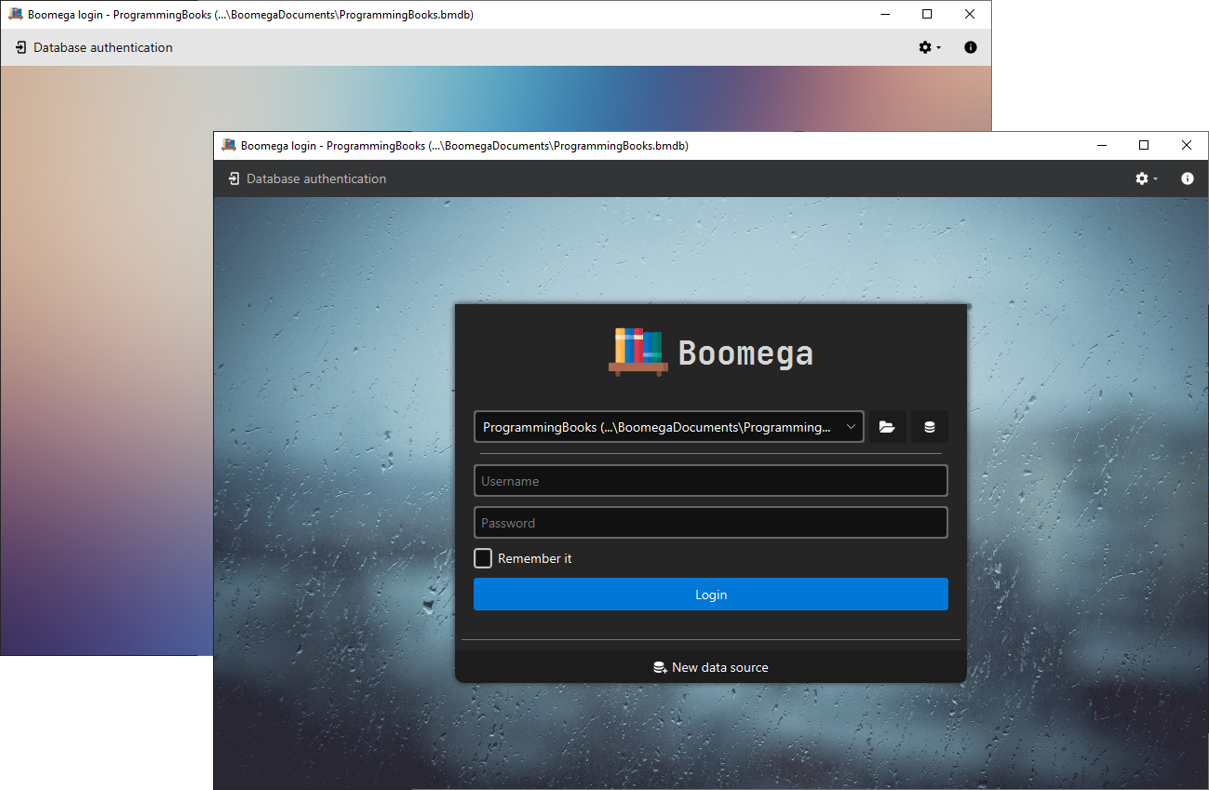 Boomega login - ProgrammingBooks (...\BoomegaDocuments\ProgrammingBooks.bmdb)
Database authentication
Boomega login - ProgrammingBooks (...\BoomegaDocuments\ProgrammingBooks.bmdb)
Database authentication
Boomega
ProgrammingBooks (...\BoomegaDocuments\Programming...
Username
Password
Remember it
Login
New data source